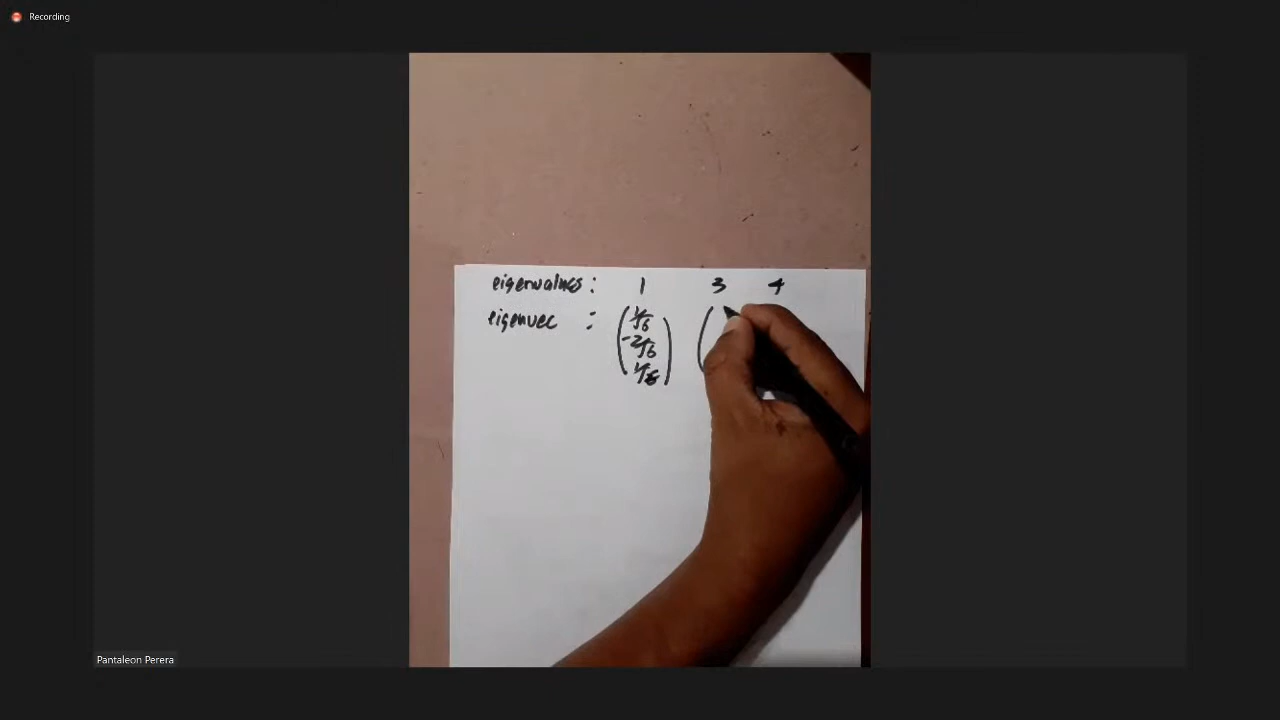 Recording
eigenvalues : 1 3 4
eigenvec : ( 1/√6
-2/√6
1/√6 ) (
Pantaleon Perera